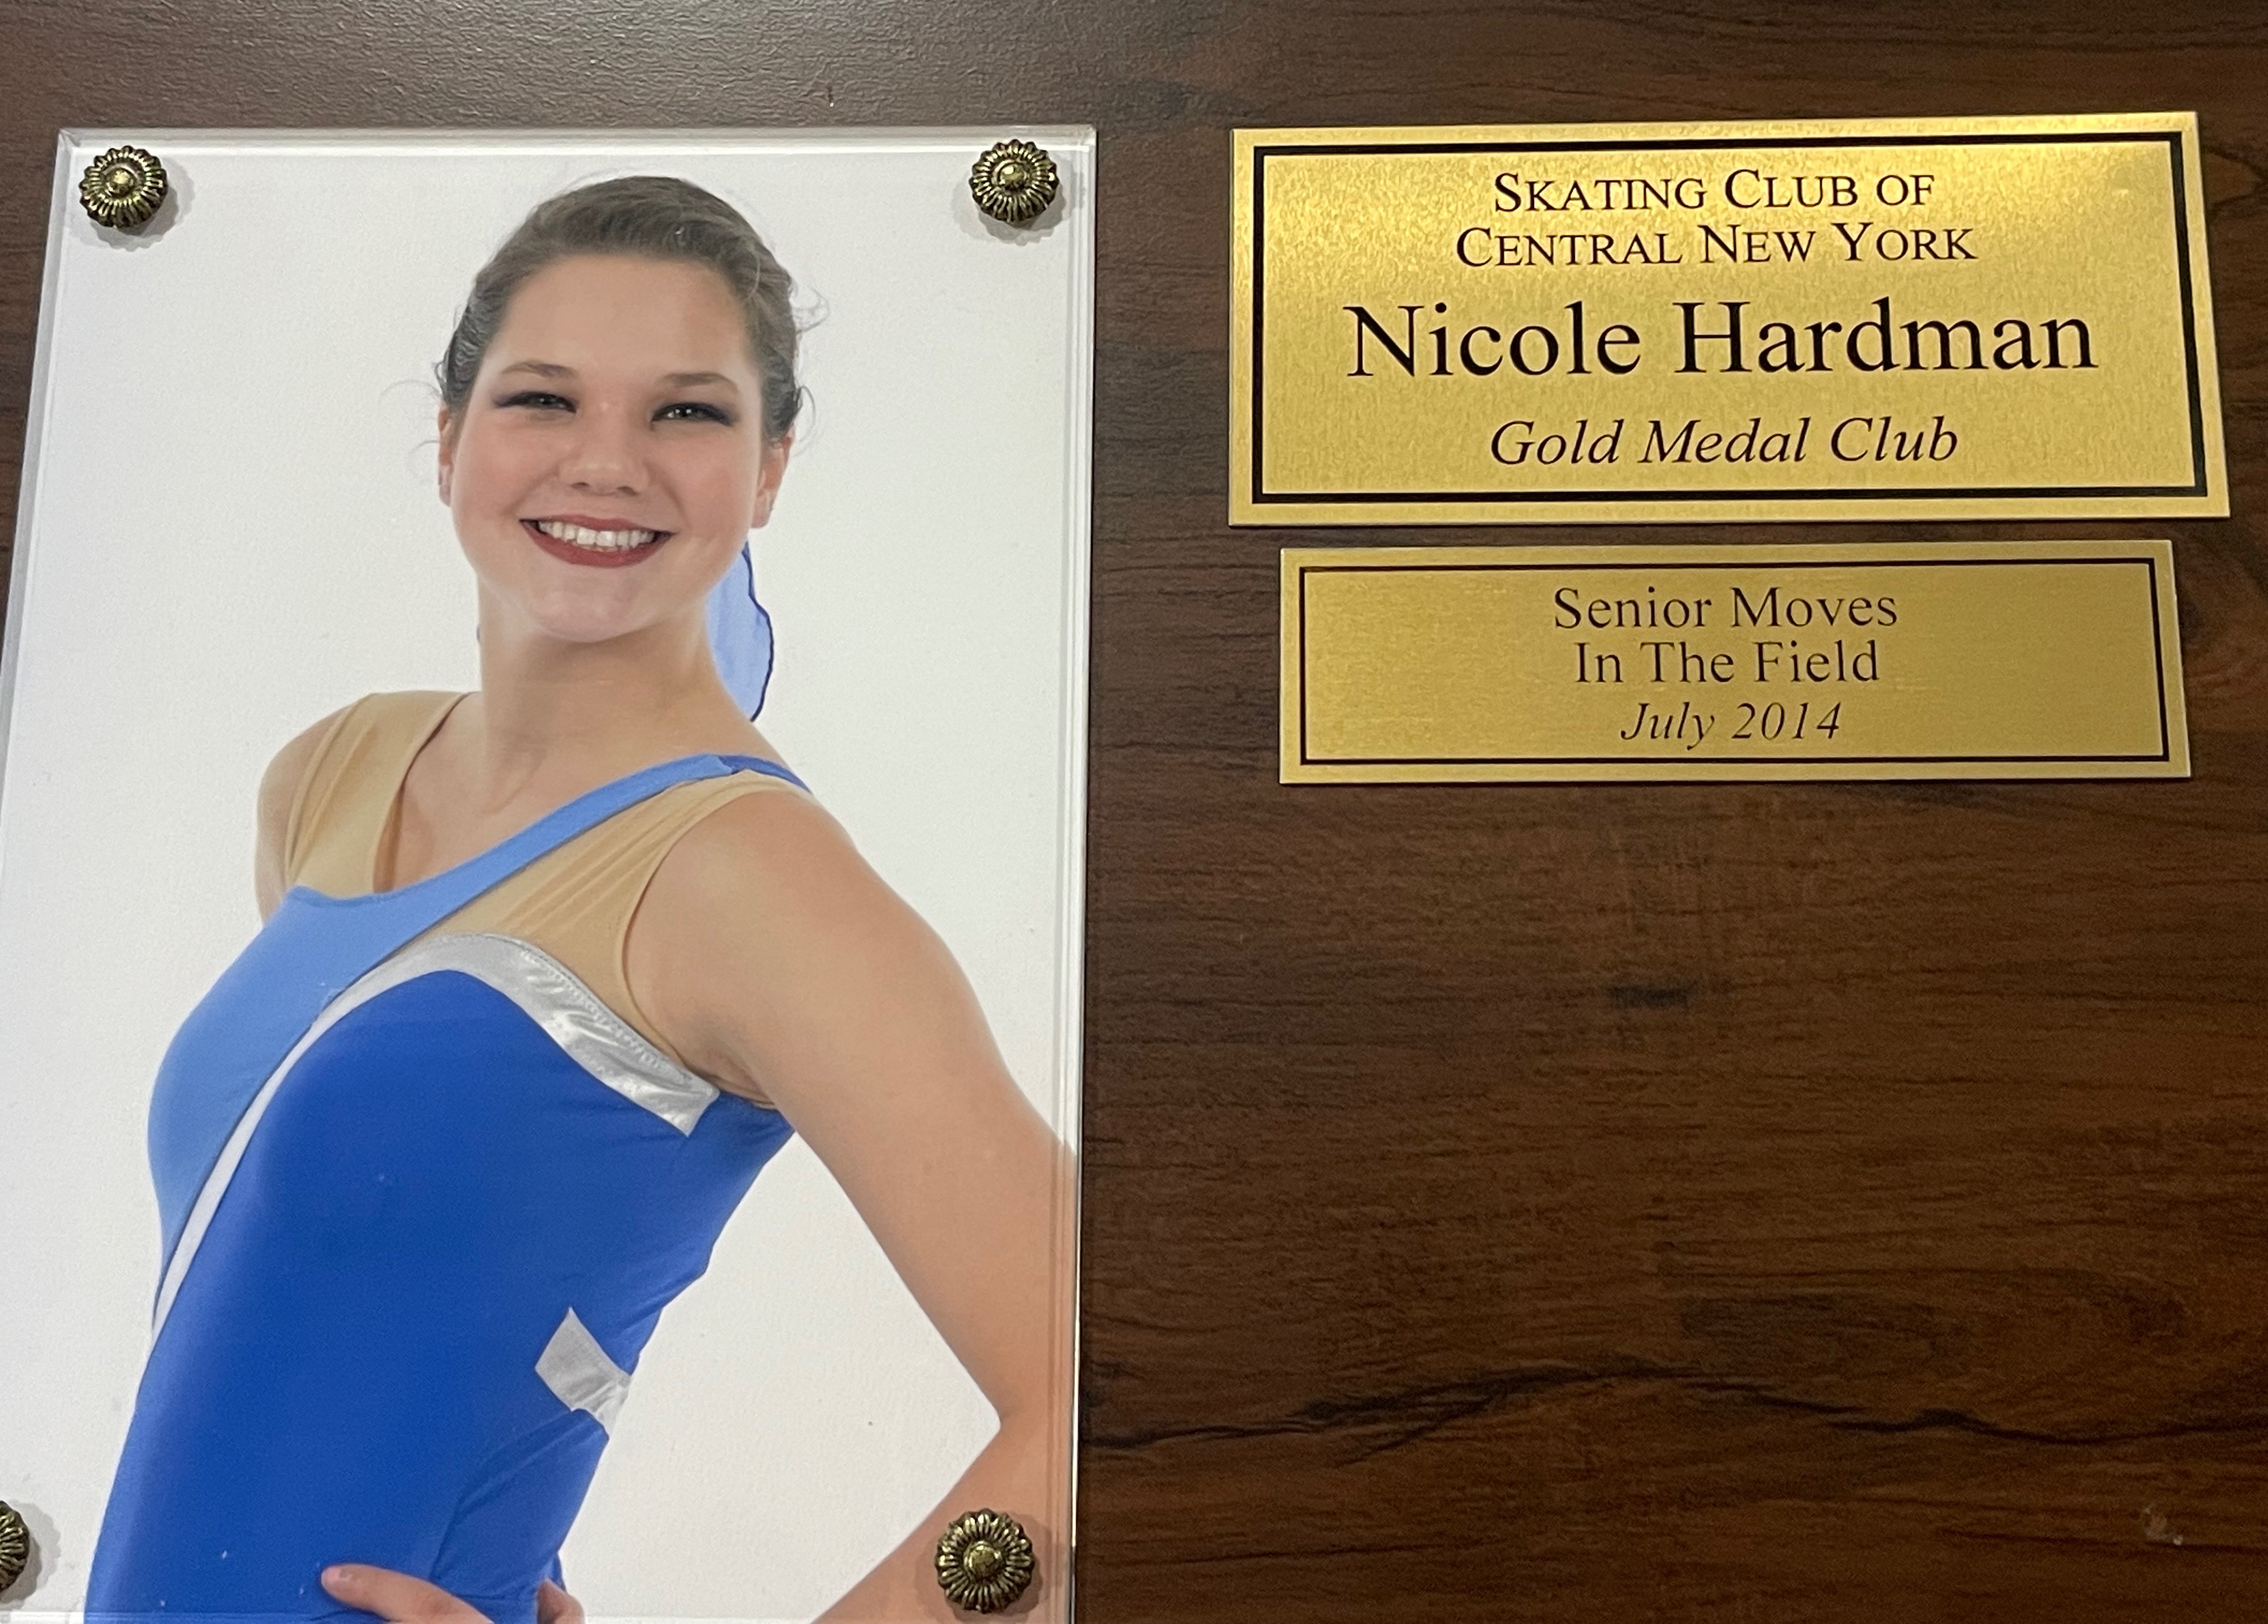 SKATING CLUB OF
CENTRAL NEW YORK
Nicole Hardman
Gold Medal Club
Senior Moves
In The Field
July 2014